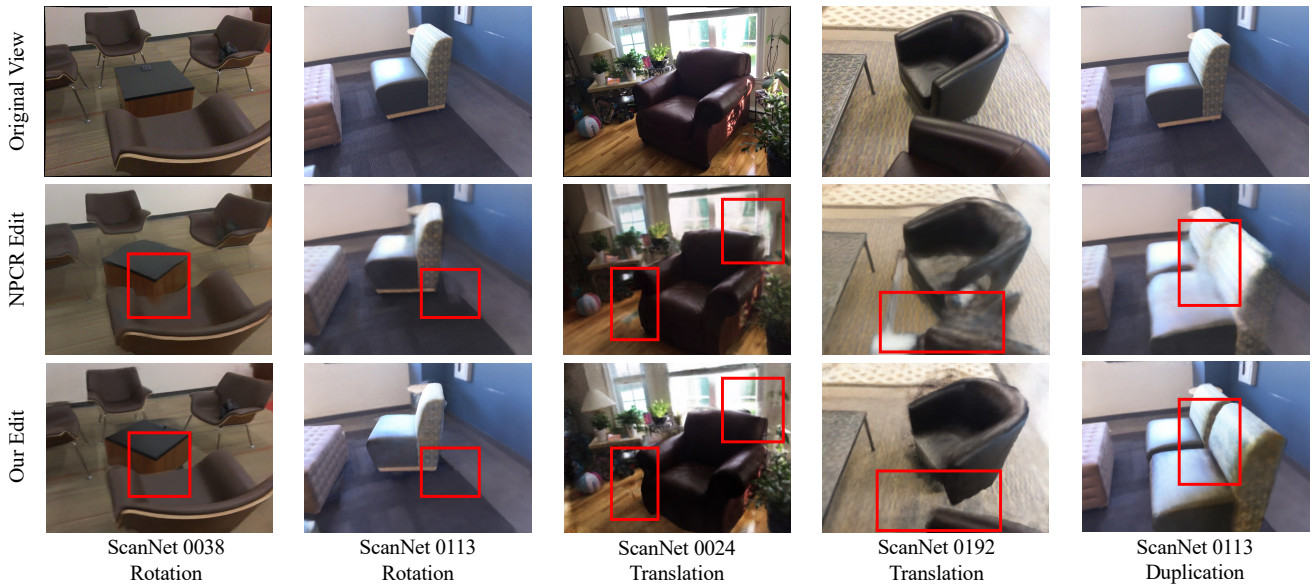 Original View
NPCR Edit
Our Edit
ScanNet 0038
Rotation
ScanNet 0113
Rotation
ScanNet 0024
Translation
ScanNet 0192
Translation
ScanNet 0113
Duplication